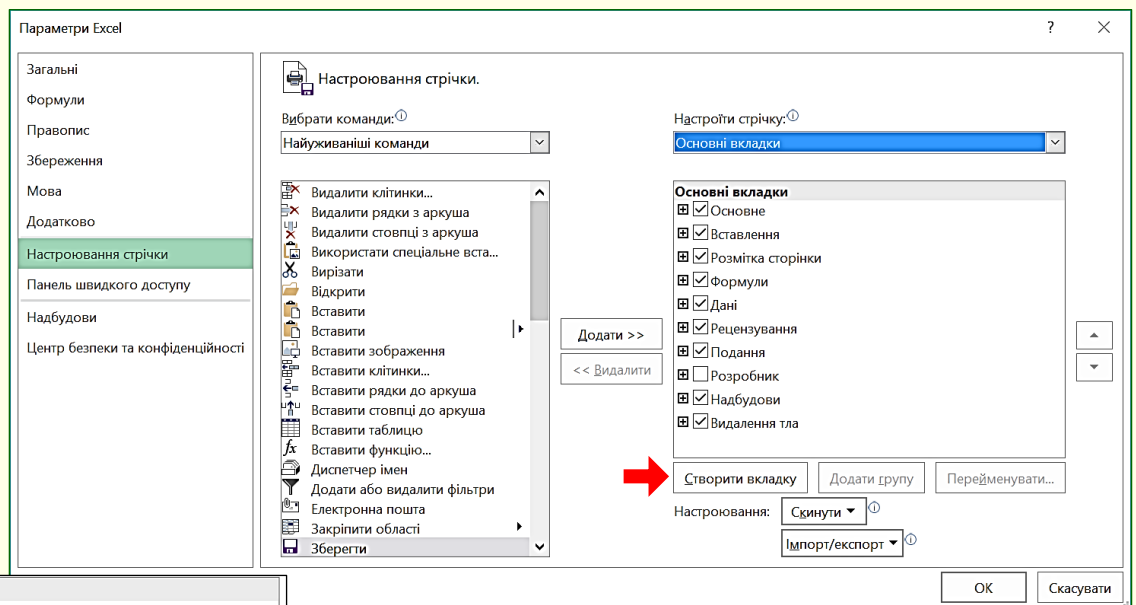 Параметри Excel
?
Загальні
Формули
Правопис
Збереження
Мова
Додатково
Настроювання стрічки
Панель швидкого доступу
Надбудови
Центр безпеки та конфіденційності
Настроювання стрічки.
Вибрати команди:
Найуживаніші команди
Видалити клітинки...
Видалити рядки з аркуша
Видалити стовпці з аркуша
Використати спеціальне вста...
Вирізати
Відкрити
Вставити
Вставити
Вставити зображення
Вставити клітинки...
Вставити рядки до аркуша
Вставити стовпці до аркуша
Вставити таблицю
Вставити функцію...
Диспетчер імен
Додати або видалити фільтри
Електронна пошта
Закріпити області
Зберегти
Додати >>
<< Видалити
Настроїти стрічку:
Основні вкладки
Основні вкладки
Основне
Вставлення
Розмітка сторінки
Формули
Дані
Рецензування
Подання
Розробник
Надбудови
Видалення тла
Створити вкладку
Додати групу
Перейменувати...
Настроювання:
Скинути
Імпорт/експорт
ОК
Скасувати